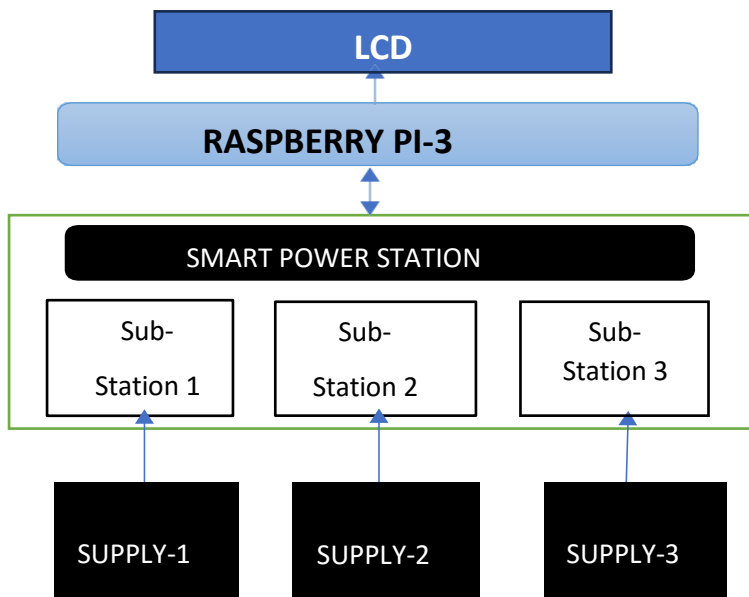 LCD
RASPBERRY PI-3
SMART POWER STATION
Sub-
Station 1
Sub-
Station 2
Sub-
Station 3
SUPPLY-1
SUPPLY-2
SUPPLY-3